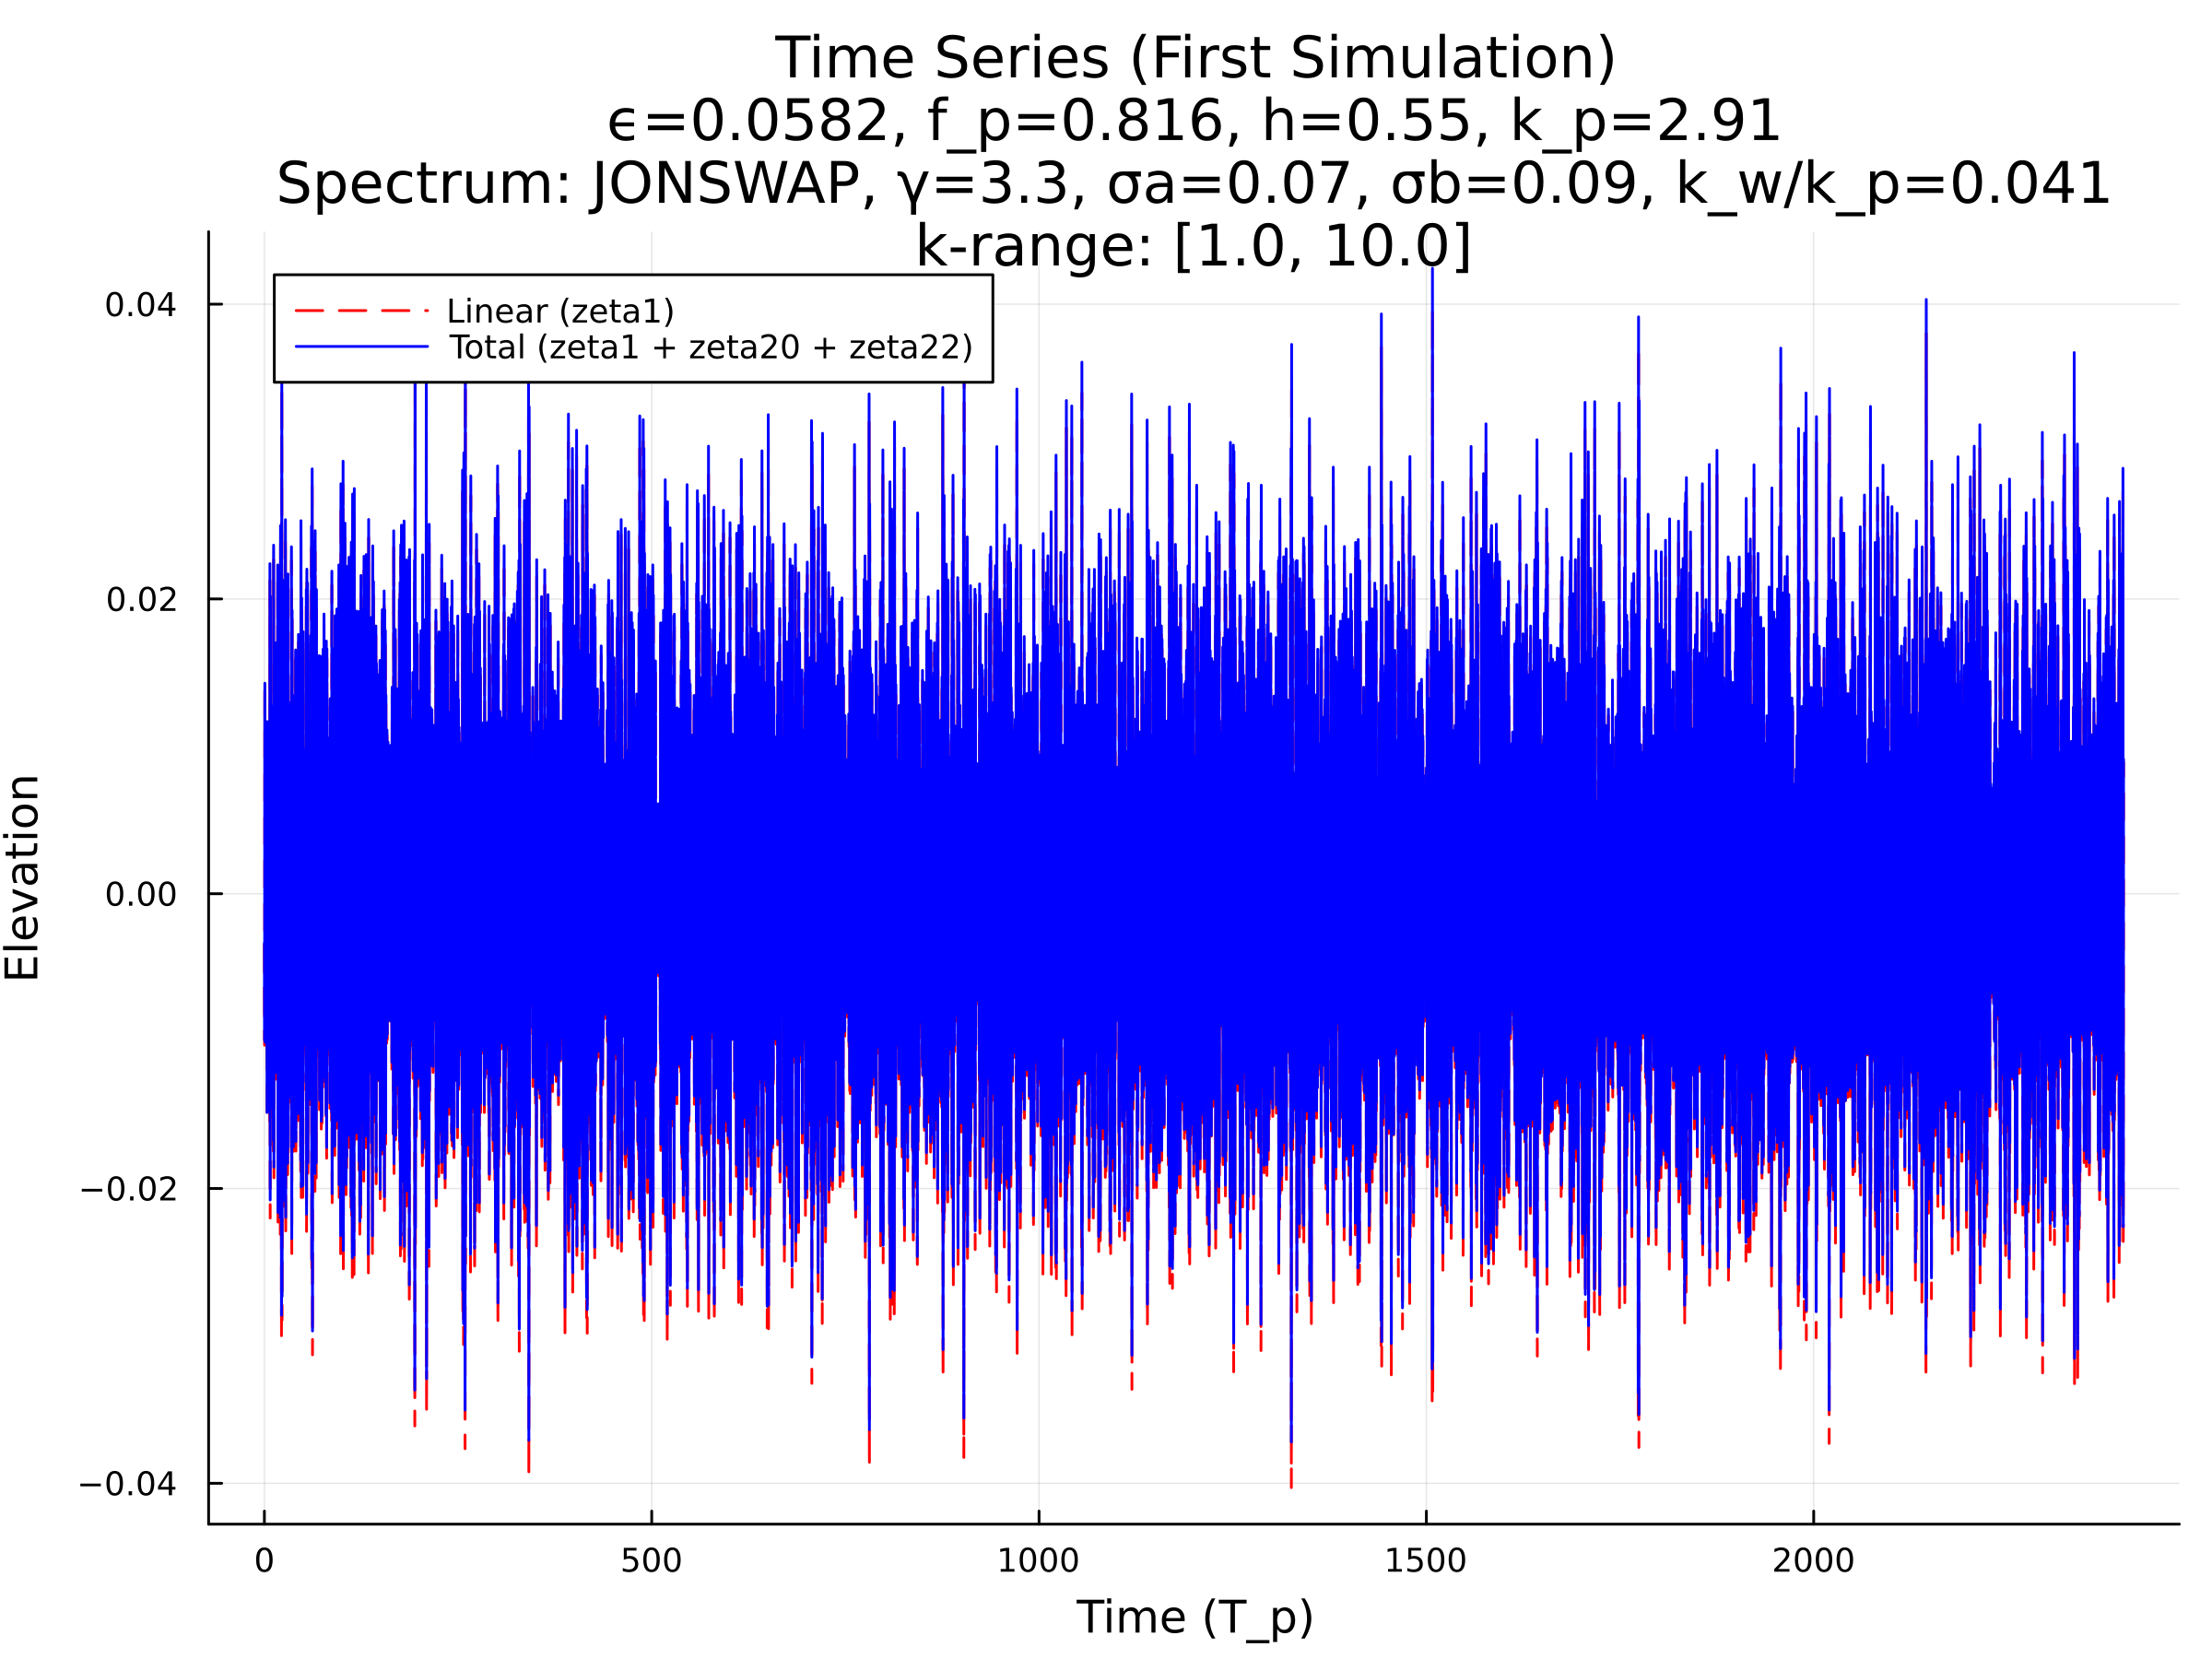 Time Series (First Simulation)
ϵ=0.0582, f_p=0.816, h=0.55, k_p=2.91
Spectrum: JONSWAP, γ=3.3, σa=0.07, σb=0.09, k_w/k_p=0.041
k-range: [1.0, 10.0]
Linear (zeta1)
Total (zeta1 + zeta20 + zeta22)
Elevation
0.04
0.02
0.00
−0.02
−0.04
0 500 1000 1500 2000
Time (T_p)